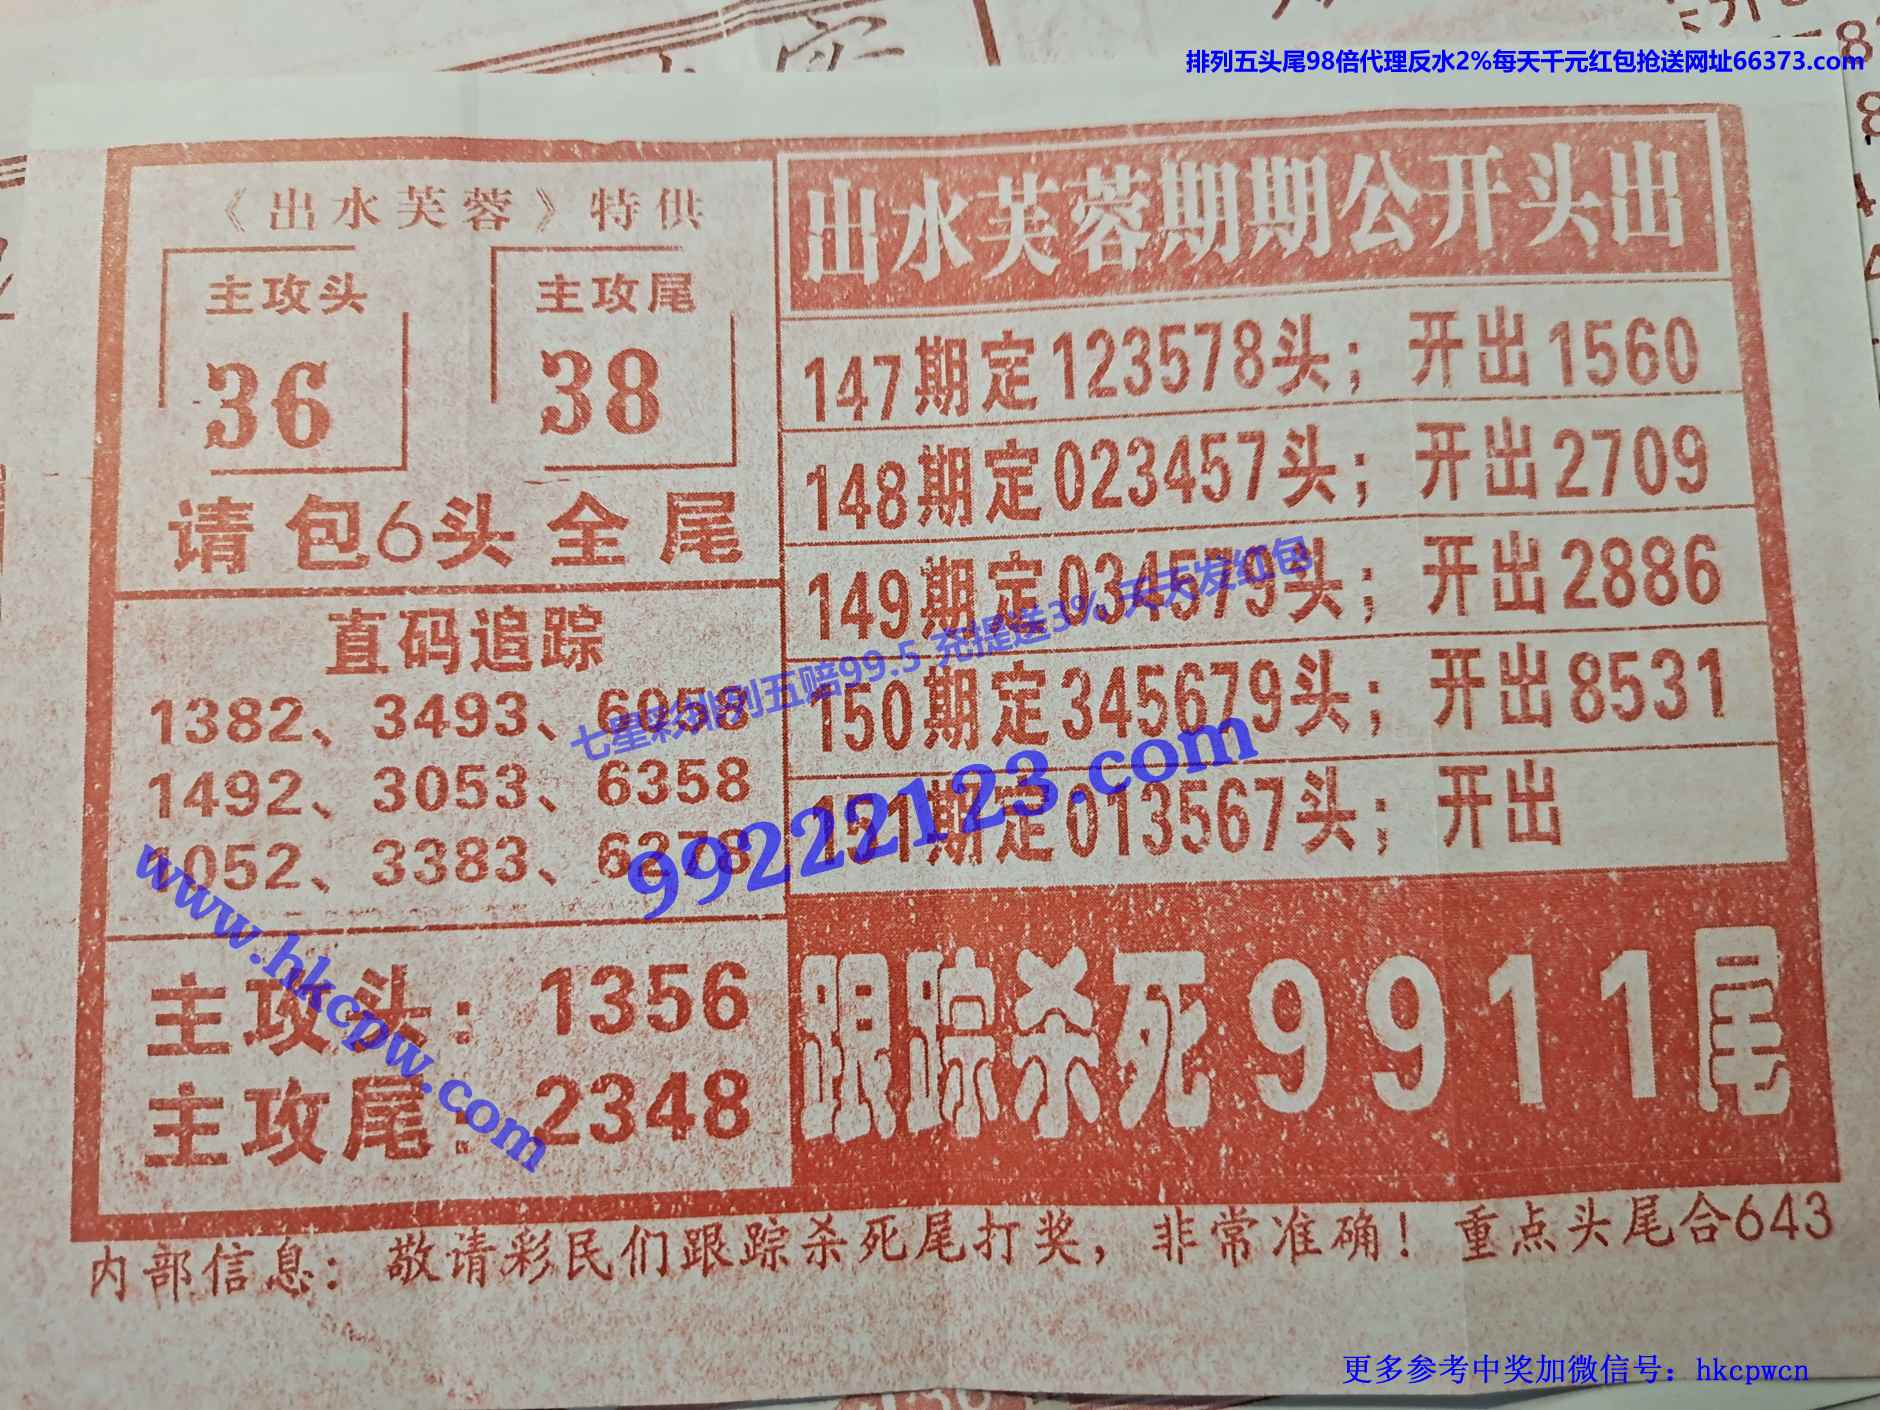 排列五头尾98倍代理反水2%每天千元红包抢送网址66373.com
《出水芙蓉》特供
主攻头
36
主攻尾
38
请包6头全尾
直码追踪
1382、3493、6058
1492、3053、6358
1052、3383、6278
主攻头：1356
主攻尾：2348
出水芙蓉期期公开头出
147期定123578头；开出1560
148期定023457头；开出2709
149期定034579头；开出2886
150期定345679头；开出8531
151期定013567头；开出
跟踪杀死9911尾
内部信息：敬请彩民们跟踪杀死尾打奖，非常准确！重点头尾合643
七星彩排列五赔99.5 充提送3% 天天发红包
99222123.com
www.hkcpw.com
更多参考中奖加微信号：hkcpwcn